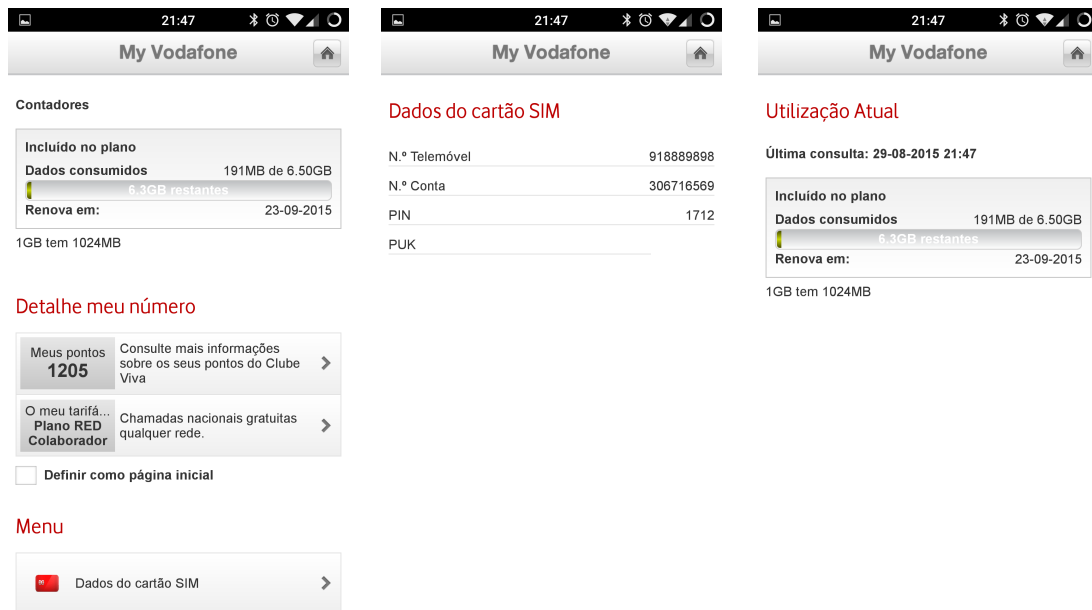 21:47
My Vodafone
Contadores
Incluído no plano
Dados consumidos 191MB de 6.50GB
6.3GB restantes
Renova em: 23-09-2015
1GB tem 1024MB
Detalhe meu número
Meus pontos
1205
Consulte mais informações
sobre os seus pontos do Clube
Viva
O meu tarifá...
Plano RED
Colaborador
Chamadas nacionais gratuitas
qualquer rede.
Definir como página inicial
Menu
Dados do cartão SIM
21:47
My Vodafone
Dados do cartão SIM
N.º Telemóvel 918889898
N.º Conta 306716569
PIN 1712
PUK
21:47
My Vodafone
Utilização Atual
Última consulta: 29-08-2015 21:47
Incluído no plano
Dados consumidos 191MB de 6.50GB
6.3GB restantes
Renova em: 23-09-2015
1GB tem 1024MB